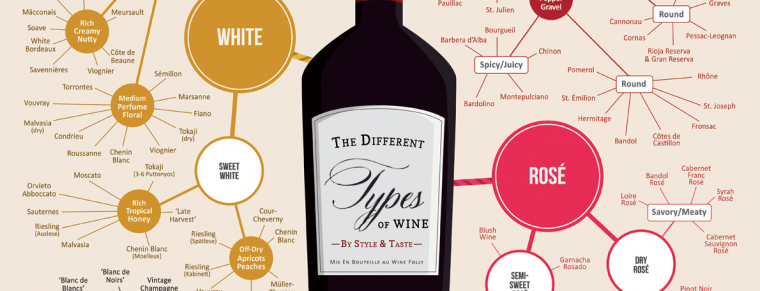 Mâcconais
Meursault
Rich
Creamy
Nutty
Soave
White
Bordeaux
Côte de
Beaune
Savennières
Viognier
WHITE
Sémillon
Torrontes
Marsanne
Medium
Perfume
Floral
Vouvray
Fiano
Malvasia
(dry)
Tokaji
(dry)
Condrieu
Viognier
Roussanne
Chenin
Blanc
SWEET
WHITE
Tokaji
(3-6 Puttonyos)
Moscato
Orvieto
Abboccato
Rich
Tropical
Honey
Sauternes
'Late
Harvest'
Riesling
(Auslese)
Malvasia
Chenin Blanc
(Moelleux)
Cour-
Cheverny
Chenin
Blanc
Riesling
(Spätlese)
Off-Dry
Apricots
Peaches
Riesling
(Kabinett)
Müller-
'Blanc de
Blancs'
'Blanc de
Noirs'
Vintage
Champagne
THE DIFFERENT
Types
OF WINE
—BY STYLE & TASTE—
MIS EN BOUTEILLE AU WINE FOLLY
Pauillac
St. Julien
Gravel
Bourgueil
Barbera d'Alba
Chinon
Spicy/Juicy
Bardolino
Montepulciano
Graves
Round
Cannonau
Pessac-Leognan
Cornas
Rioja Reserva
& Gran Reserva
Pomerol
Rhône
Round
St. Émilion
St. Joseph
Hermitage
Fronsac
Bandol
Côtes de
Castillon
ROSÉ
Cabernet
Franc
Rosé
Bandol
Rosé
Loire
Rosé
Syrah
Rosé
Savory/Meaty
Cabernet
Sauvignon
Rosé
DRY
ROSÉ
Blush
Wine
Garnacha
Rosado
SEMI-
SWEET
Pinot Noir